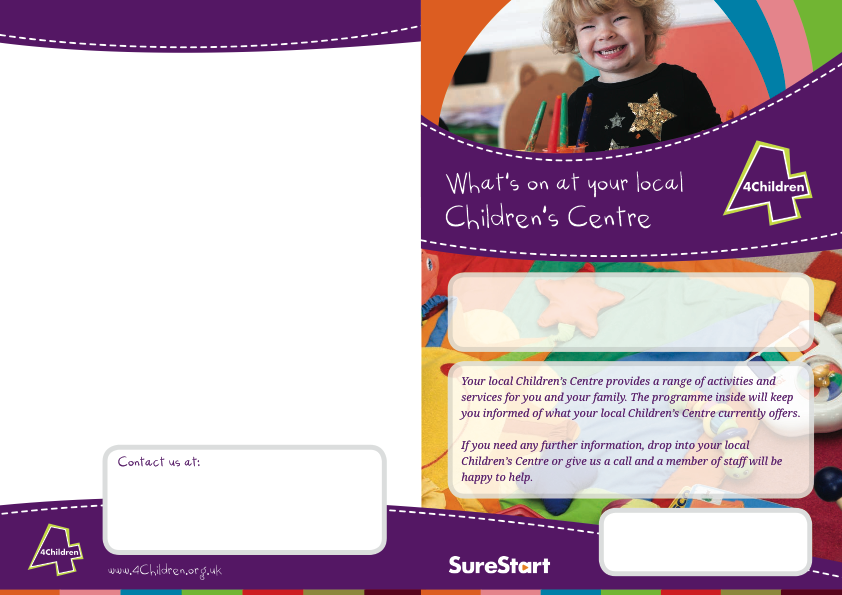 What's on at your local
Children's Centre
4Children
Your local Children's Centre provides a range of activities and
services for you and your family. The programme inside will keep
you informed of what your local Children's Centre currently offers.
If you need any further information, drop into your local
Children's Centre or give us a call and a member of staff will be
happy to help.
SureStart
Contact us at:
4Children
www.4Children.org.uk